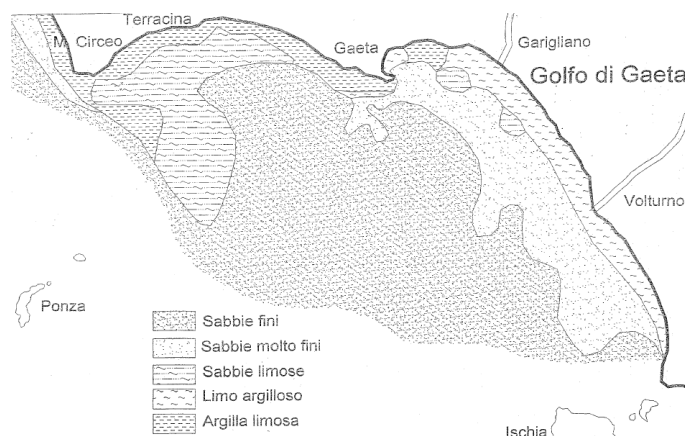 Terracina
M. Circeo
Gaeta
Garigliano
Golfo di Gaeta
Volturno
Ponza
Sabbie fini
Sabbie molto fini
Sabbie limose
Limo argilloso
Argilla limosa
Ischia